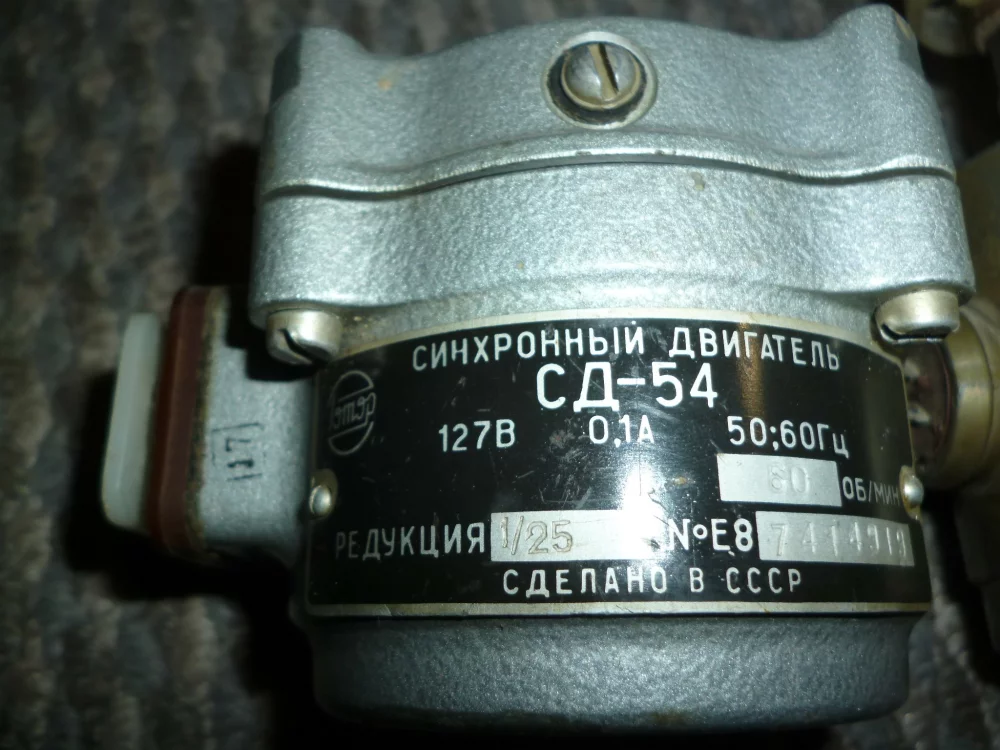 СИНХРОННЫЙ ДВИГАТЕЛЬ
СД-54
127В 0,1А 50;60Гц
60 ОБ/МИН
РЕДУКЦИЯ 1/25 №Е8 7414919
СДЕЛАНО В СССР
127